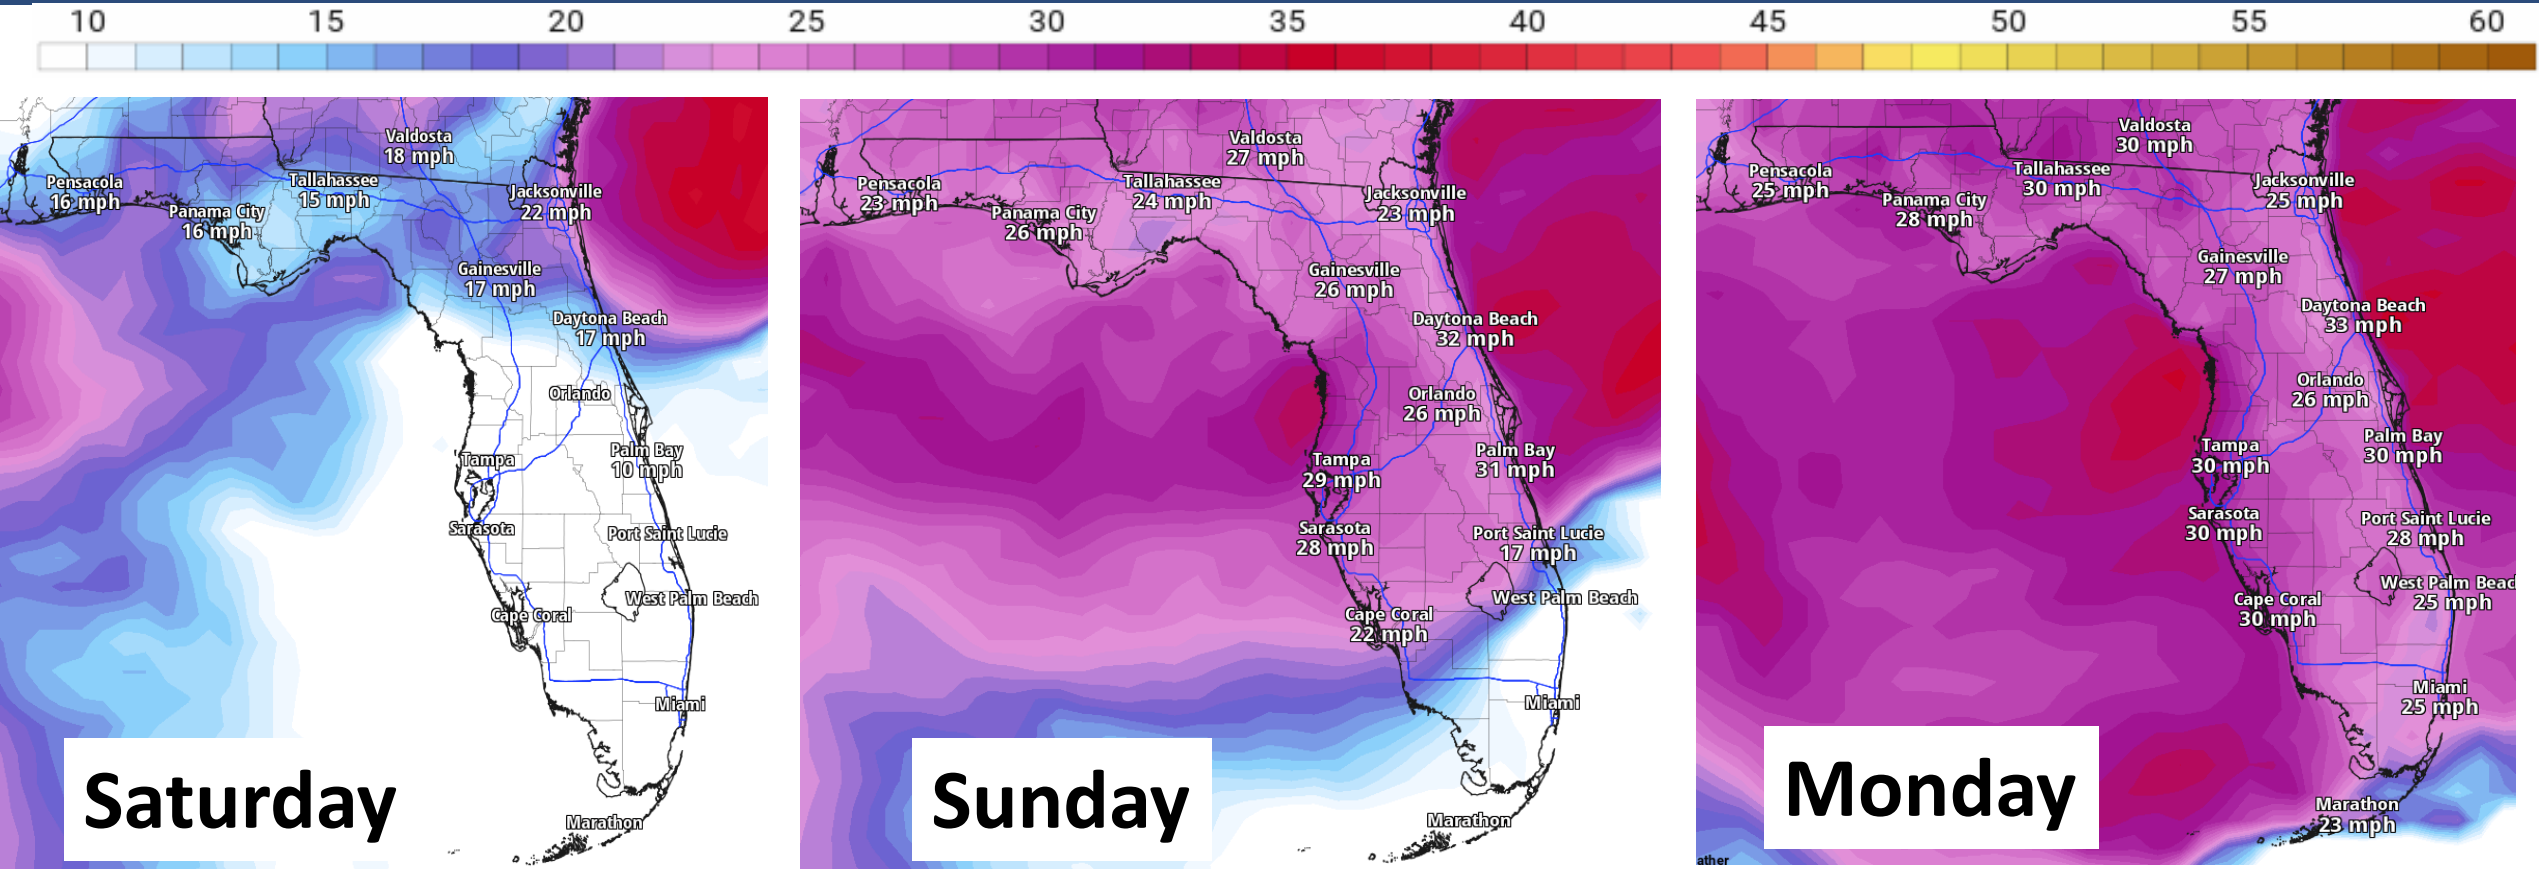 10 15 20 25 30 35 40 45 50 55 60
Valdosta
18 mph
Pensacola
16 mph
Tallahassee
15 mph
Jacksonville
22 mph
Panama City
16 mph
Gainesville
17 mph
Daytona Beach
17 mph
Orlando
Palm Bay
10 mph
Tampa
Sarasota
Port Saint Lucie
West Palm Beach
Cape Coral
Miami
Marathon
Saturday
Valdosta
27 mph
Pensacola
23 mph
Tallahassee
24 mph
Jacksonville
23 mph
Panama City
26 mph
Gainesville
26 mph
Daytona Beach
32 mph
Orlando
26 mph
Palm Bay
31 mph
Tampa
29 mph
Sarasota
28 mph
Port Saint Lucie
17 mph
West Palm Beach
Cape Coral
22 mph
Miami
Marathon
Sunday
Valdosta
30 mph
Pensacola
25 mph
Tallahassee
30 mph
Jacksonville
25 mph
Panama City
28 mph
Gainesville
27 mph
Daytona Beach
33 mph
Orlando
26 mph
Palm Bay
30 mph
Tampa
30 mph
Sarasota
30 mph
Port Saint Lucie
28 mph
West Palm Beac
25 mph
Cape Coral
30 mph
Miami
25 mph
Marathon
23 mph
Monday
ather